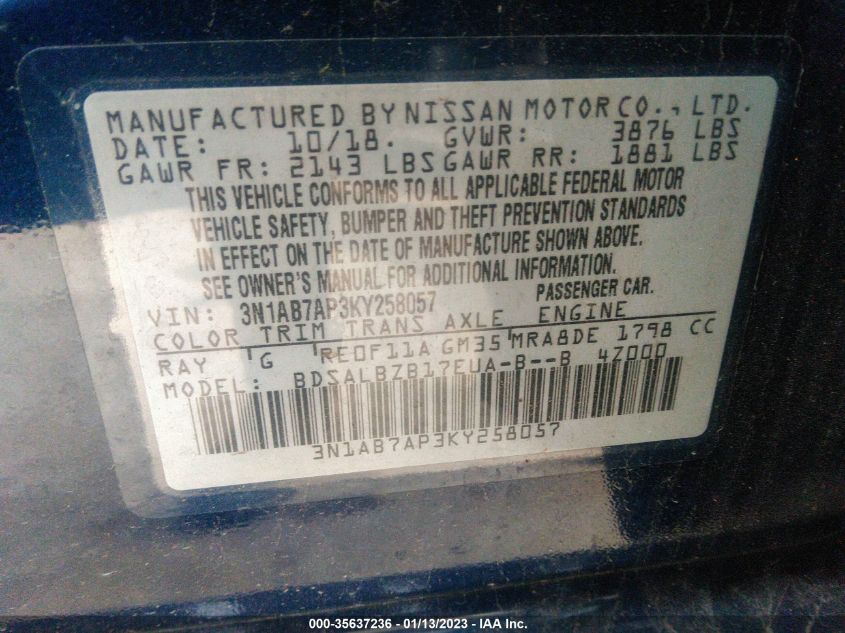 MANUFACTURED BY NISSAN MOTOR CO., LTD.
DATE: 10/18. GVWR: 3876 LBS
GAWR FR: 2143 LBS GAWR RR: 1881 LBS
THIS VEHICLE CONFORMS TO ALL APPLICABLE FEDERAL MOTOR
VEHICLE SAFETY, BUMPER AND THEFT PREVENTION STANDARDS
IN EFFECT ON THE DATE OF MANUFACTURE SHOWN ABOVE.
SEE OWNER'S MANUAL FOR ADDITIONAL INFORMATION.
VIN: 3N1AB7AP3KY258057 PASSENGER CAR.
COLOR TRIM TRANS AXLE ENGINE
RAY G RE0F11A GM35 MRA8DE 1798 CC
MODEL: BDSALBZB17EUA-B--B 4Z000
3N1AB7AP3KY258057
000-35637236 - 01/13/2023 - IAA Inc.